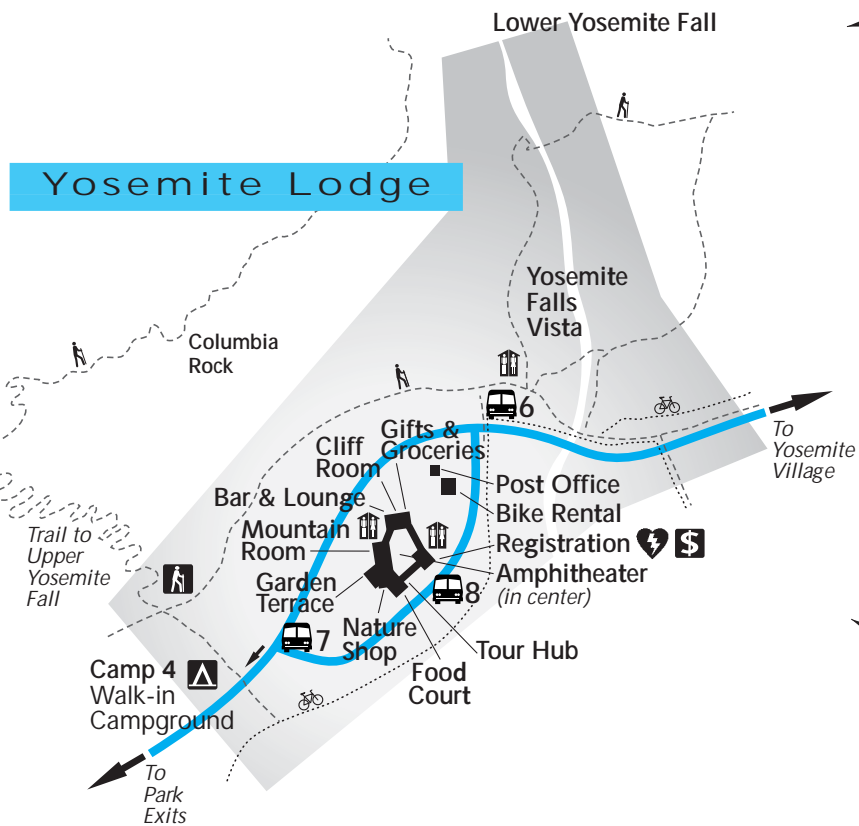 Lower Yosemite Fall
Yosemite Lodge
Yosemite
Falls
Vista
Columbia
Rock
6
To
Yosemite
Village
Gifts &
Groceries
Cliff
Room
Bar & Lounge
Mountain
Room
Garden
Terrace
Post Office
Bike Rental
Registration $
Amphitheater
(in center)
8
Trail to
Upper
Yosemite
Fall
7
Nature
Shop
Tour Hub
Food
Court
Camp 4
Walk-in
Campground
To
Park
Exits